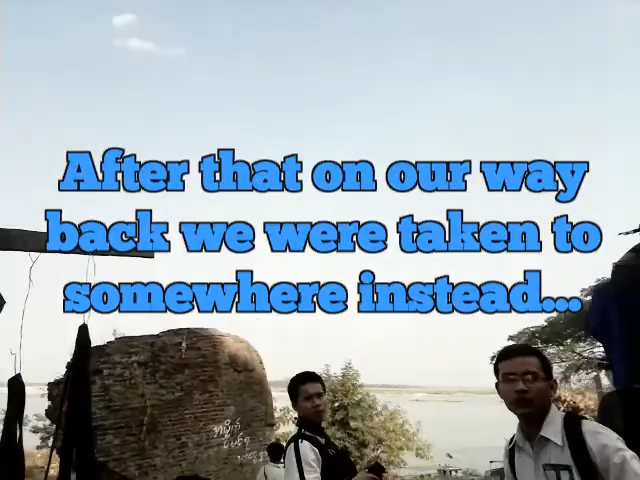 After that on our way
back we were taken to
somewhere instead...